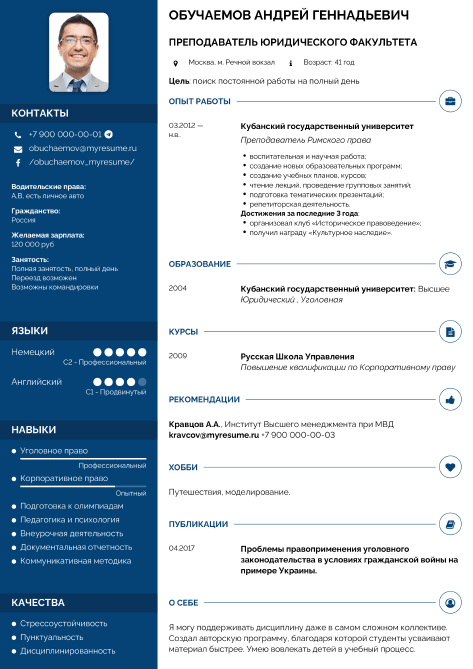 ОБУЧАЕМОВ АНДРЕЙ ГЕННАДЬЕВИЧ
ПРЕПОДАВАТЕЛЬ ЮРИДИЧЕСКОГО ФАКУЛЬТЕТА
Москва, м. Речной вокзал
Возраст: 41 год
Цель: поиск постоянной работы на полный день
КОНТАКТЫ
+7 900 000-00-01
obuchaemov@myresume.ru
/obuchaemov_myresume/
Водительские права:
А,В, есть личное авто
Гражданство:
Россия
Желаемая зарплата:
120 000 руб
Занятость:
Полная занятость, полный день
Переезд возможен
Возможны командировки
ЯЗЫКИ
Немецкий
С2 - Профессиональный
Английский
С1 - Продвинутый
НАВЫКИ
Уголовное право
Профессиональный
Корпоративное право
Опытный
Подготовка к олимпиадам
Педагогика и психология
Внеурочная деятельность
Документальная отчетность
Коммуникативная методика
КАЧЕСТВА
Стрессоустойчивость
Пунктуальность
Дисциплинированность
ОПЫТ РАБОТЫ
03.2012 —
н.в.
Кубанский государственный университет
Преподаватель Римского права
воспитательная и научная работа;
создание новых образовательных программ;
создание учебных планов, курсов;
чтение лекций, проведение групповых занятий;
подготовка тематических презентаций;
репетиторская деятельность.
Достижения за последние 3 года:
организовал клуб «Историческое правоведение»;
получил награду «Культурное наследие».
ОБРАЗОВАНИЕ
2004
Кубанский государственный университет: Высшее
Юридический , Уголовная
КУРСЫ
2009
Русская Школа Управления
Повышение квалификации по Корпоративному праву
РЕКОМЕНДАЦИИ
Кравцов А.А., Институт Высшего менеджмента при МВД
kravcov@myresume.ru +7 900 000-00-03
ХОББИ
Путешествия, моделирование.
ПУБЛИКАЦИИ
04.2017
Проблемы правоприменения уголовного
законодательства в условиях гражданской войны на
примере Украины.
О СЕБЕ
Я могу поддерживать дисциплину даже в самом сложном коллективе.
Создал авторскую программу, благодаря которой студенты усваивают
материал быстрее. Умею вовлекать детей в учебный процесс.